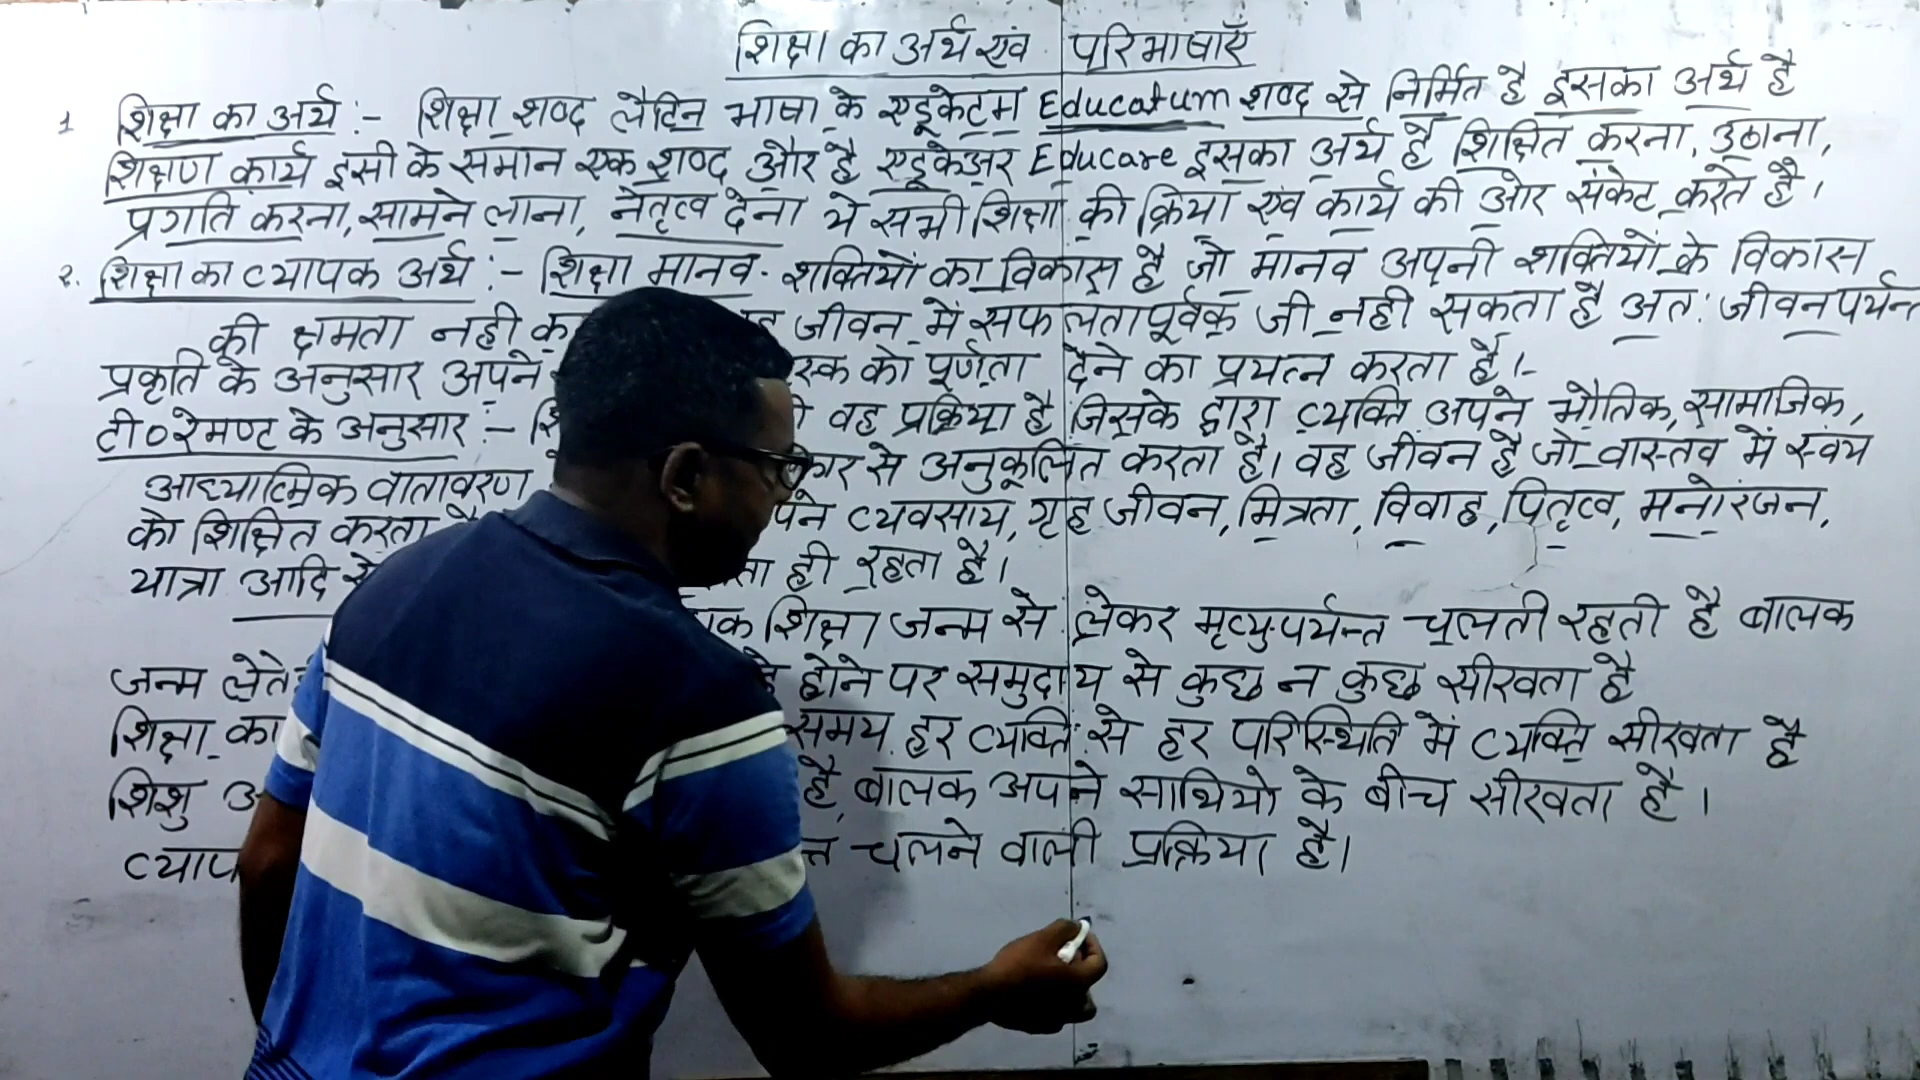 शिक्षा का अर्थ एवं परिभाषाएँ
1 शिक्षा का अर्थ :- शिक्षा शब्द लैटिन भाषा के एडूकेटम Educatum शब्द से निर्मित है इसका अर्थ है
शिक्षण कार्य इसी के समान एक शब्द और है एडूकेअर Educare इसका अर्थ है शिक्षित करना, उठाना,
प्रगति करना, सामने लाना, नेतृत्व देना ये सभी शिक्षा की क्रिया एवं कार्य की ओर संकेट करते है।
2. शिक्षा का व्यापक अर्थ :- शिक्षा मानव शक्तियों का विकास है जो मानव अपनी शक्तियों के विकास
की क्षमता नही जीवन में सफलतापूर्वक जी नही सकता है अत: जीवनपर्यन्त
प्रकृति के अनुसार अपने को पूर्णता देने का प्रयत्न करता है।
टी० रेमण्ट के अनुसार :- वह प्रक्रिया है जिसके द्वारा व्यक्ति अपने भौतिक, सामाजिक,
आध्यात्मिक वातावरण से अनुकूलित करता है। वह जीवन है जो वास्तव में स्वयं
को शिक्षित करता व्यवसाय, गृह जीवन, मित्रता, विवाह, पितृत्व, मनोरंजन,
यात्रा आदि ही रहता है।
शिक्षा जन्म से लेकर मृत्युपर्यन्त चलती रहती है बालक
जन्म लेते होने पर समुदाय से कुछ न कुछ सीखता है
शिक्षा का समय हर व्यक्ति से हर परिस्थिति में व्यक्ति सीखता है
शिशु है, बालक अपने साथियो के बीच सीखता है।
चलने वाली प्रक्रिया है।